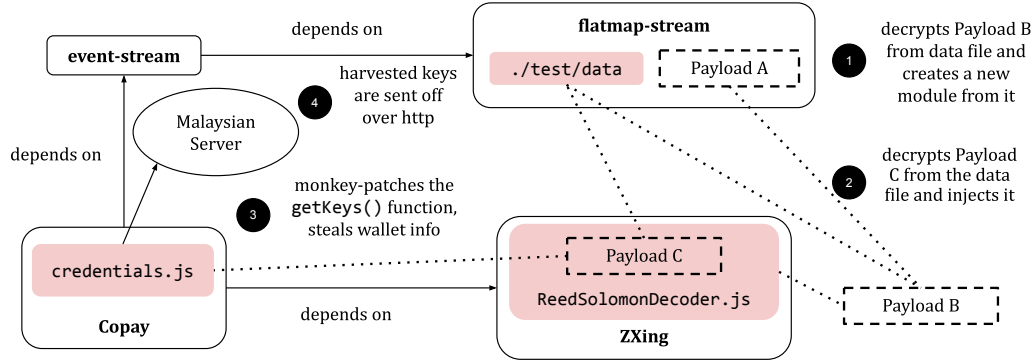 depends on
flatmap-stream
event-stream
./test/data
Payload A
1
decrypts Payload B
from data file and
creates a new
module from it
4
harvested keys
are sent off
over http
Malaysian
Server
depends on
2
decrypts Payload
C from the data
file and injects it
3
monkey-patches the
getKeys() function,
steals wallet info
credentials.js
Copay
depends on
Payload C
ReedSolomonDecoder.js
ZXing
Payload B